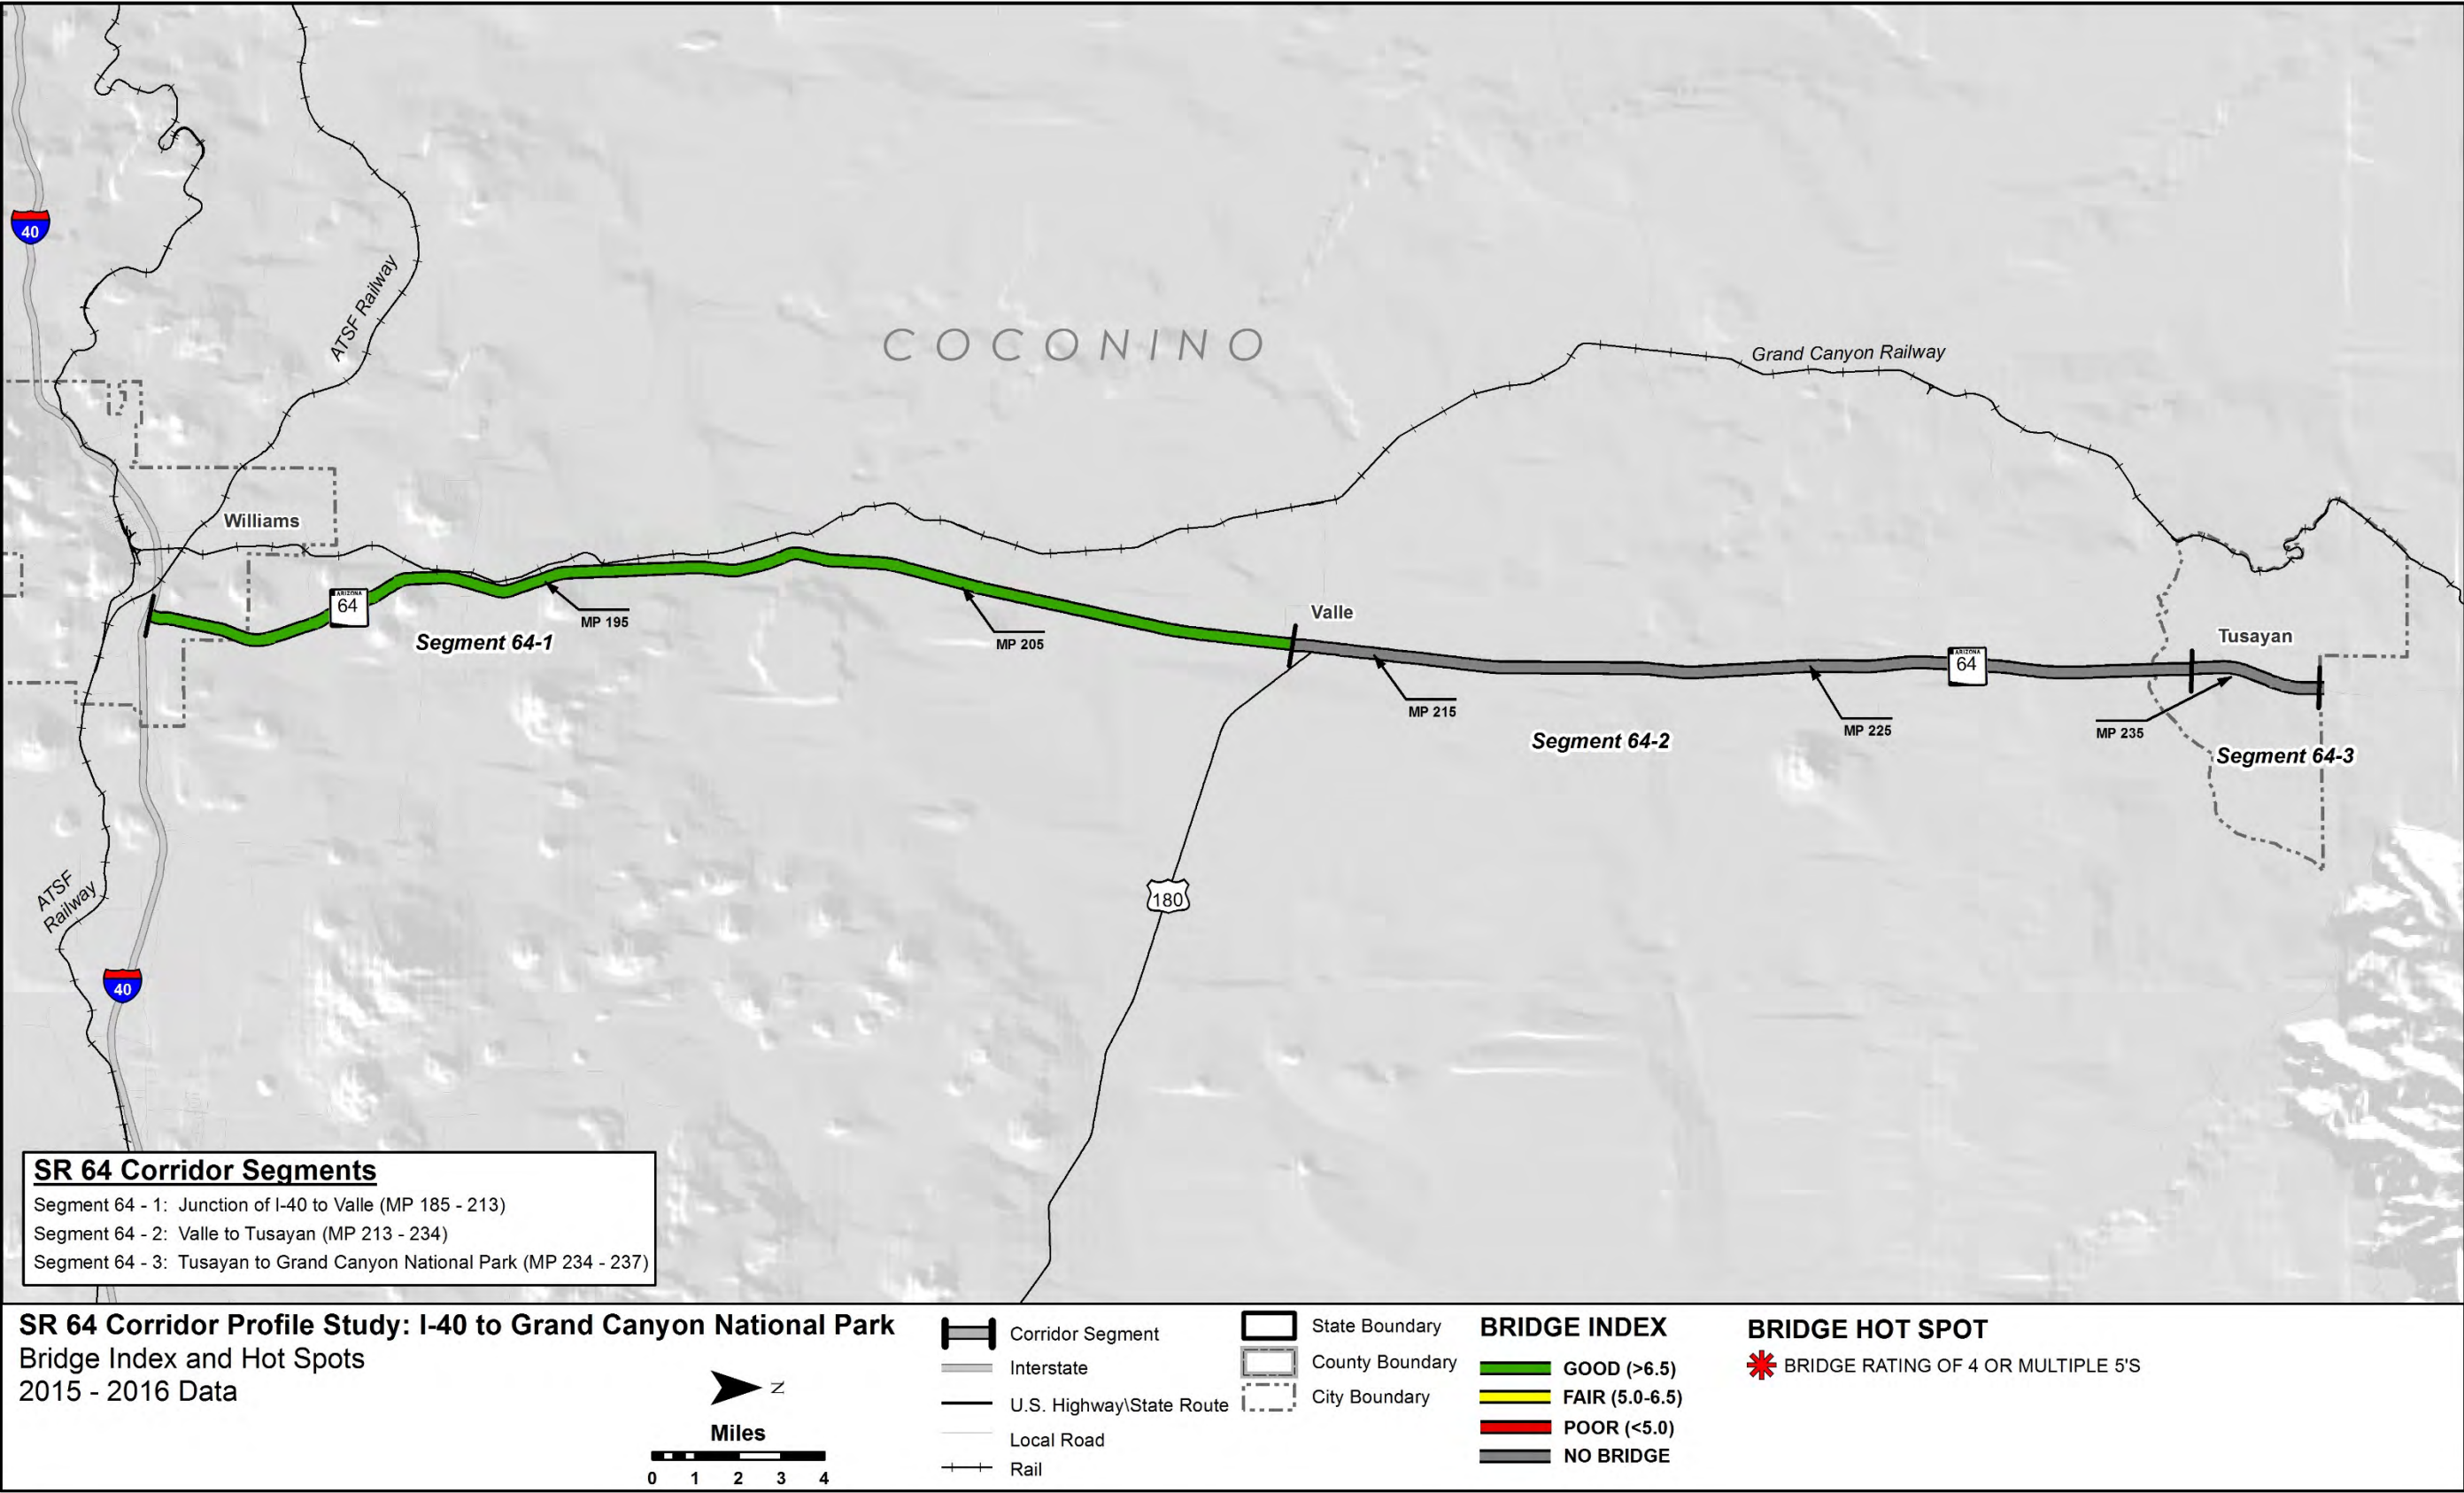 40
ATSF Railway
COCONINO
Grand Canyon Railway
Williams
ARIZONA
64
MP 195
Segment 64-1
MP 205
Valle
MP 215
Segment 64-2
MP 225
ARIZONA
64
Tusayan
MP 235
Segment 64-3
180
ATSF
Railway
40
SR 64 Corridor Segments
Segment 64 - 1: Junction of I-40 to Valle (MP 185 - 213)
Segment 64 - 2: Valle to Tusayan (MP 213 - 234)
Segment 64 - 3: Tusayan to Grand Canyon National Park (MP 234 - 237)
SR 64 Corridor Profile Study: I-40 to Grand Canyon National Park
Bridge Index and Hot Spots
2015 - 2016 Data
N
Miles
0 1 2 3 4
Corridor Segment
Interstate
U.S. Highway\State Route
Local Road
Rail
State Boundary
County Boundary
City Boundary
BRIDGE INDEX
GOOD (>6.5)
FAIR (5.0-6.5)
POOR (<5.0)
NO BRIDGE
BRIDGE HOT SPOT
BRIDGE RATING OF 4 OR MULTIPLE 5'S